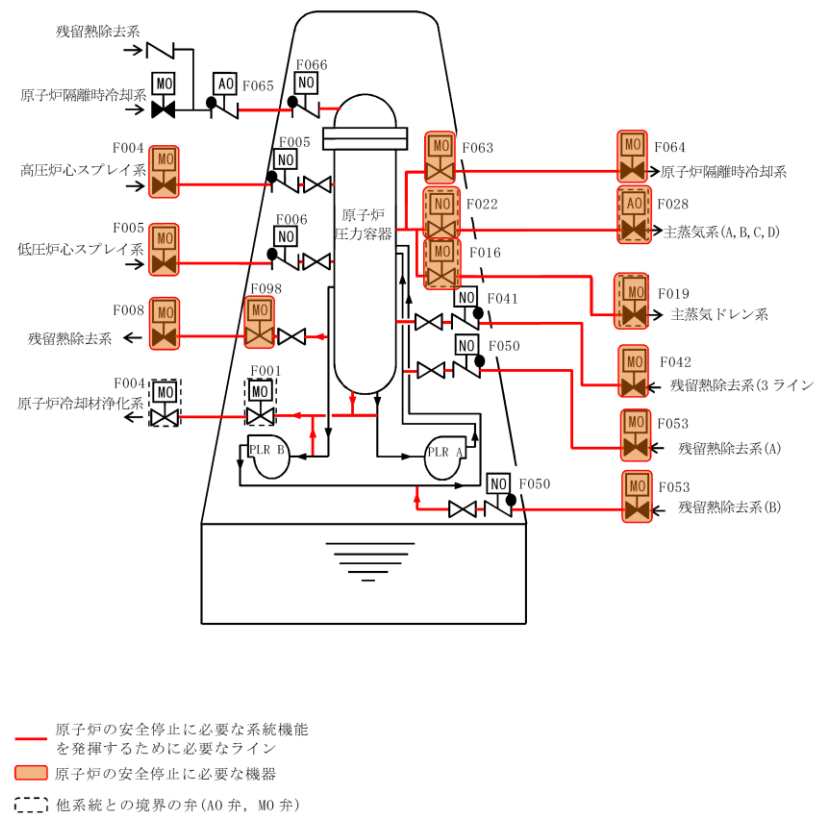 残留熱除去系
F066
MO
AO
F065
NO
原子炉隔離時冷却系
F004
MO
高圧炉心スプレイ系
F005
NO
F005
MO
低圧炉心スプレイ系
F006
NO
F008
MO
残留熱除去系
F098
MO
F004
MO
原子炉冷却材浄化系
F001
MO
原子炉
圧力容器
PLR B
PLR A
MO
F063
MO
F064
原子炉隔離時冷却系
NO
F022
AO
F028
主蒸気系(A,B,C,D)
MO
F016
MO
F019
主蒸気ドレン系
NO
F041
MO
F042
残留熱除去系(3 ライン
NO
F050
MO
F053
残留熱除去系(A)
NO
F050
MO
F053
残留熱除去系(B)
原子炉の安全停止に必要な系統機能
を発揮するために必要なライン
原子炉の安全停止に必要な機器
他系統との境界の弁(AO 弁, MO 弁)